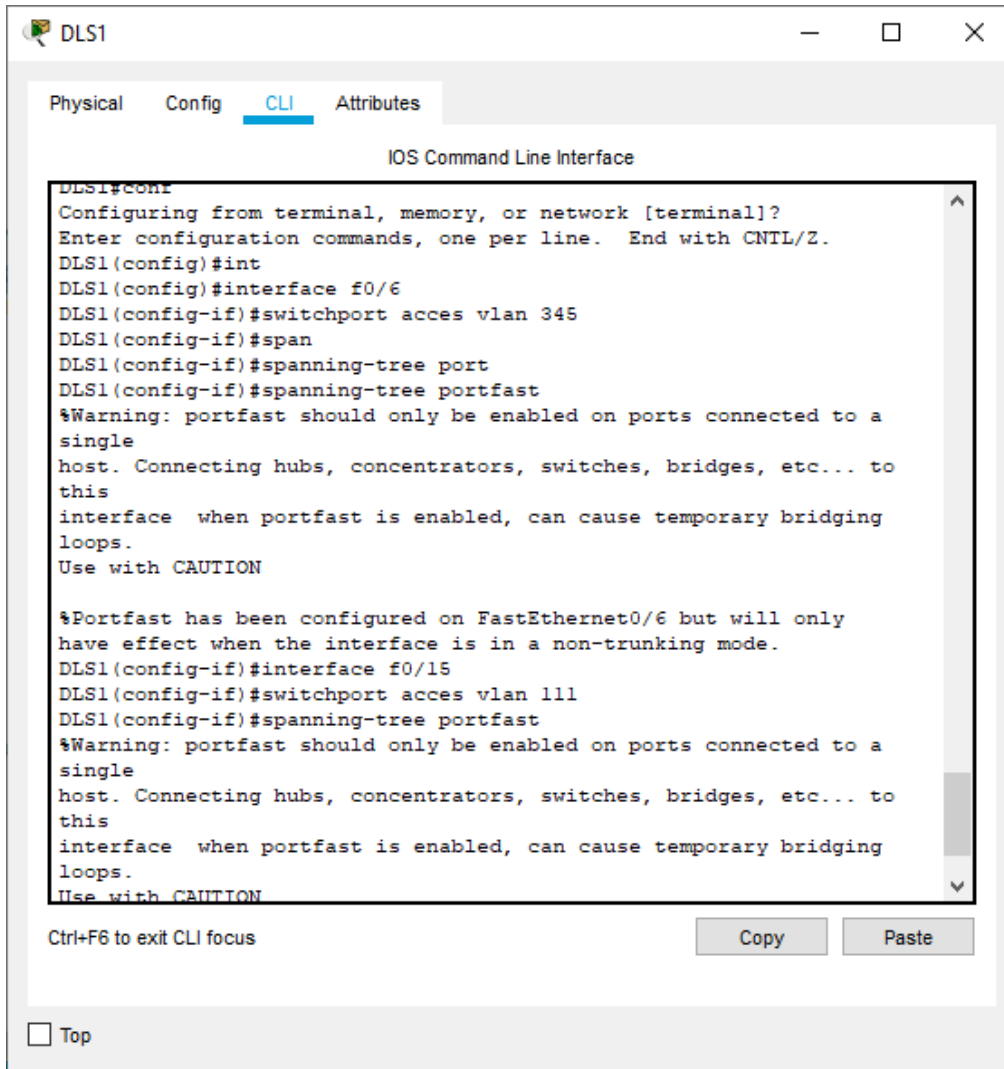 DLS1
Physical Config CLI Attributes
IOS Command Line Interface
DLS1#conf
Configuring from terminal, memory, or network [terminal]?
Enter configuration commands, one per line.  End with CNTL/Z.
DLS1(config)#int
DLS1(config)#interface f0/6
DLS1(config-if)#switchport acces vlan 345
DLS1(config-if)#span
DLS1(config-if)#spanning-tree port
DLS1(config-if)#spanning-tree portfast
%Warning: portfast should only be enabled on ports connected to a
single
host. Connecting hubs, concentrators, switches, bridges, etc... to
this
interface  when portfast is enabled, can cause temporary bridging
loops.
Use with CAUTION
%Portfast has been configured on FastEthernet0/6 but will only
have effect when the interface is in a non-trunking mode.
DLS1(config-if)#interface f0/15
DLS1(config-if)#switchport acces vlan 111
DLS1(config-if)#spanning-tree portfast
%Warning: portfast should only be enabled on ports connected to a
single
host. Connecting hubs, concentrators, switches, bridges, etc... to
this
interface  when portfast is enabled, can cause temporary bridging
loops.
Use with CAUTION
Ctrl+F6 to exit CLI focus
Copy Paste
Top